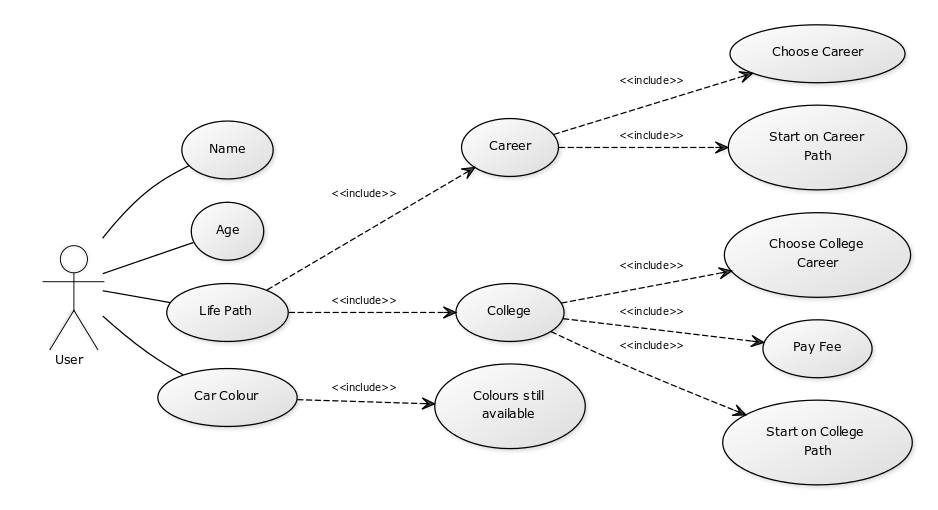 Choose Career
<<include>>
Start on Career
Path
<<include>>
Name
Career
<<include>>
Age
Choose College
Career
<<include>>
Life Path
<<include>>
College
<<include>>
Pay Fee
<<include>>
User
Car Colour
<<include>>
Colours still
available
Start on College
Path